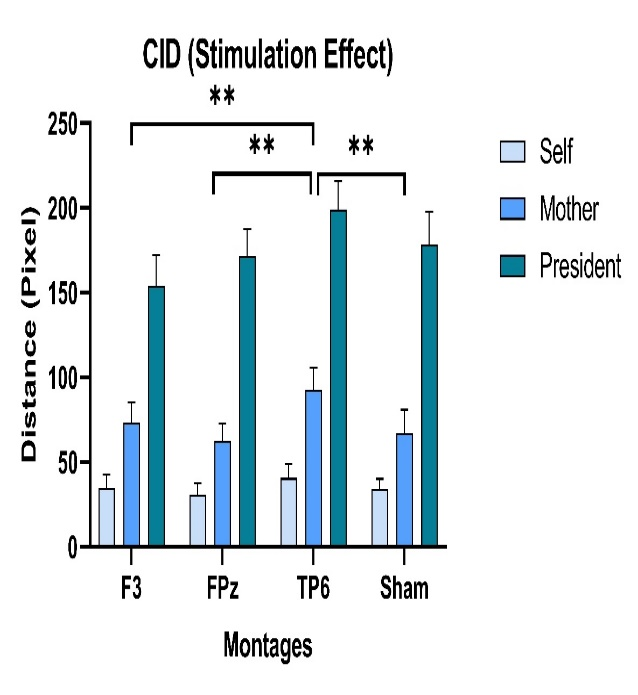 CID (Stimulation Effect)
**
** **
250
200
150
100
50
0
Distance (Pixel)
F3 FPz TP6 Sham
Montages
Self
Mother
President